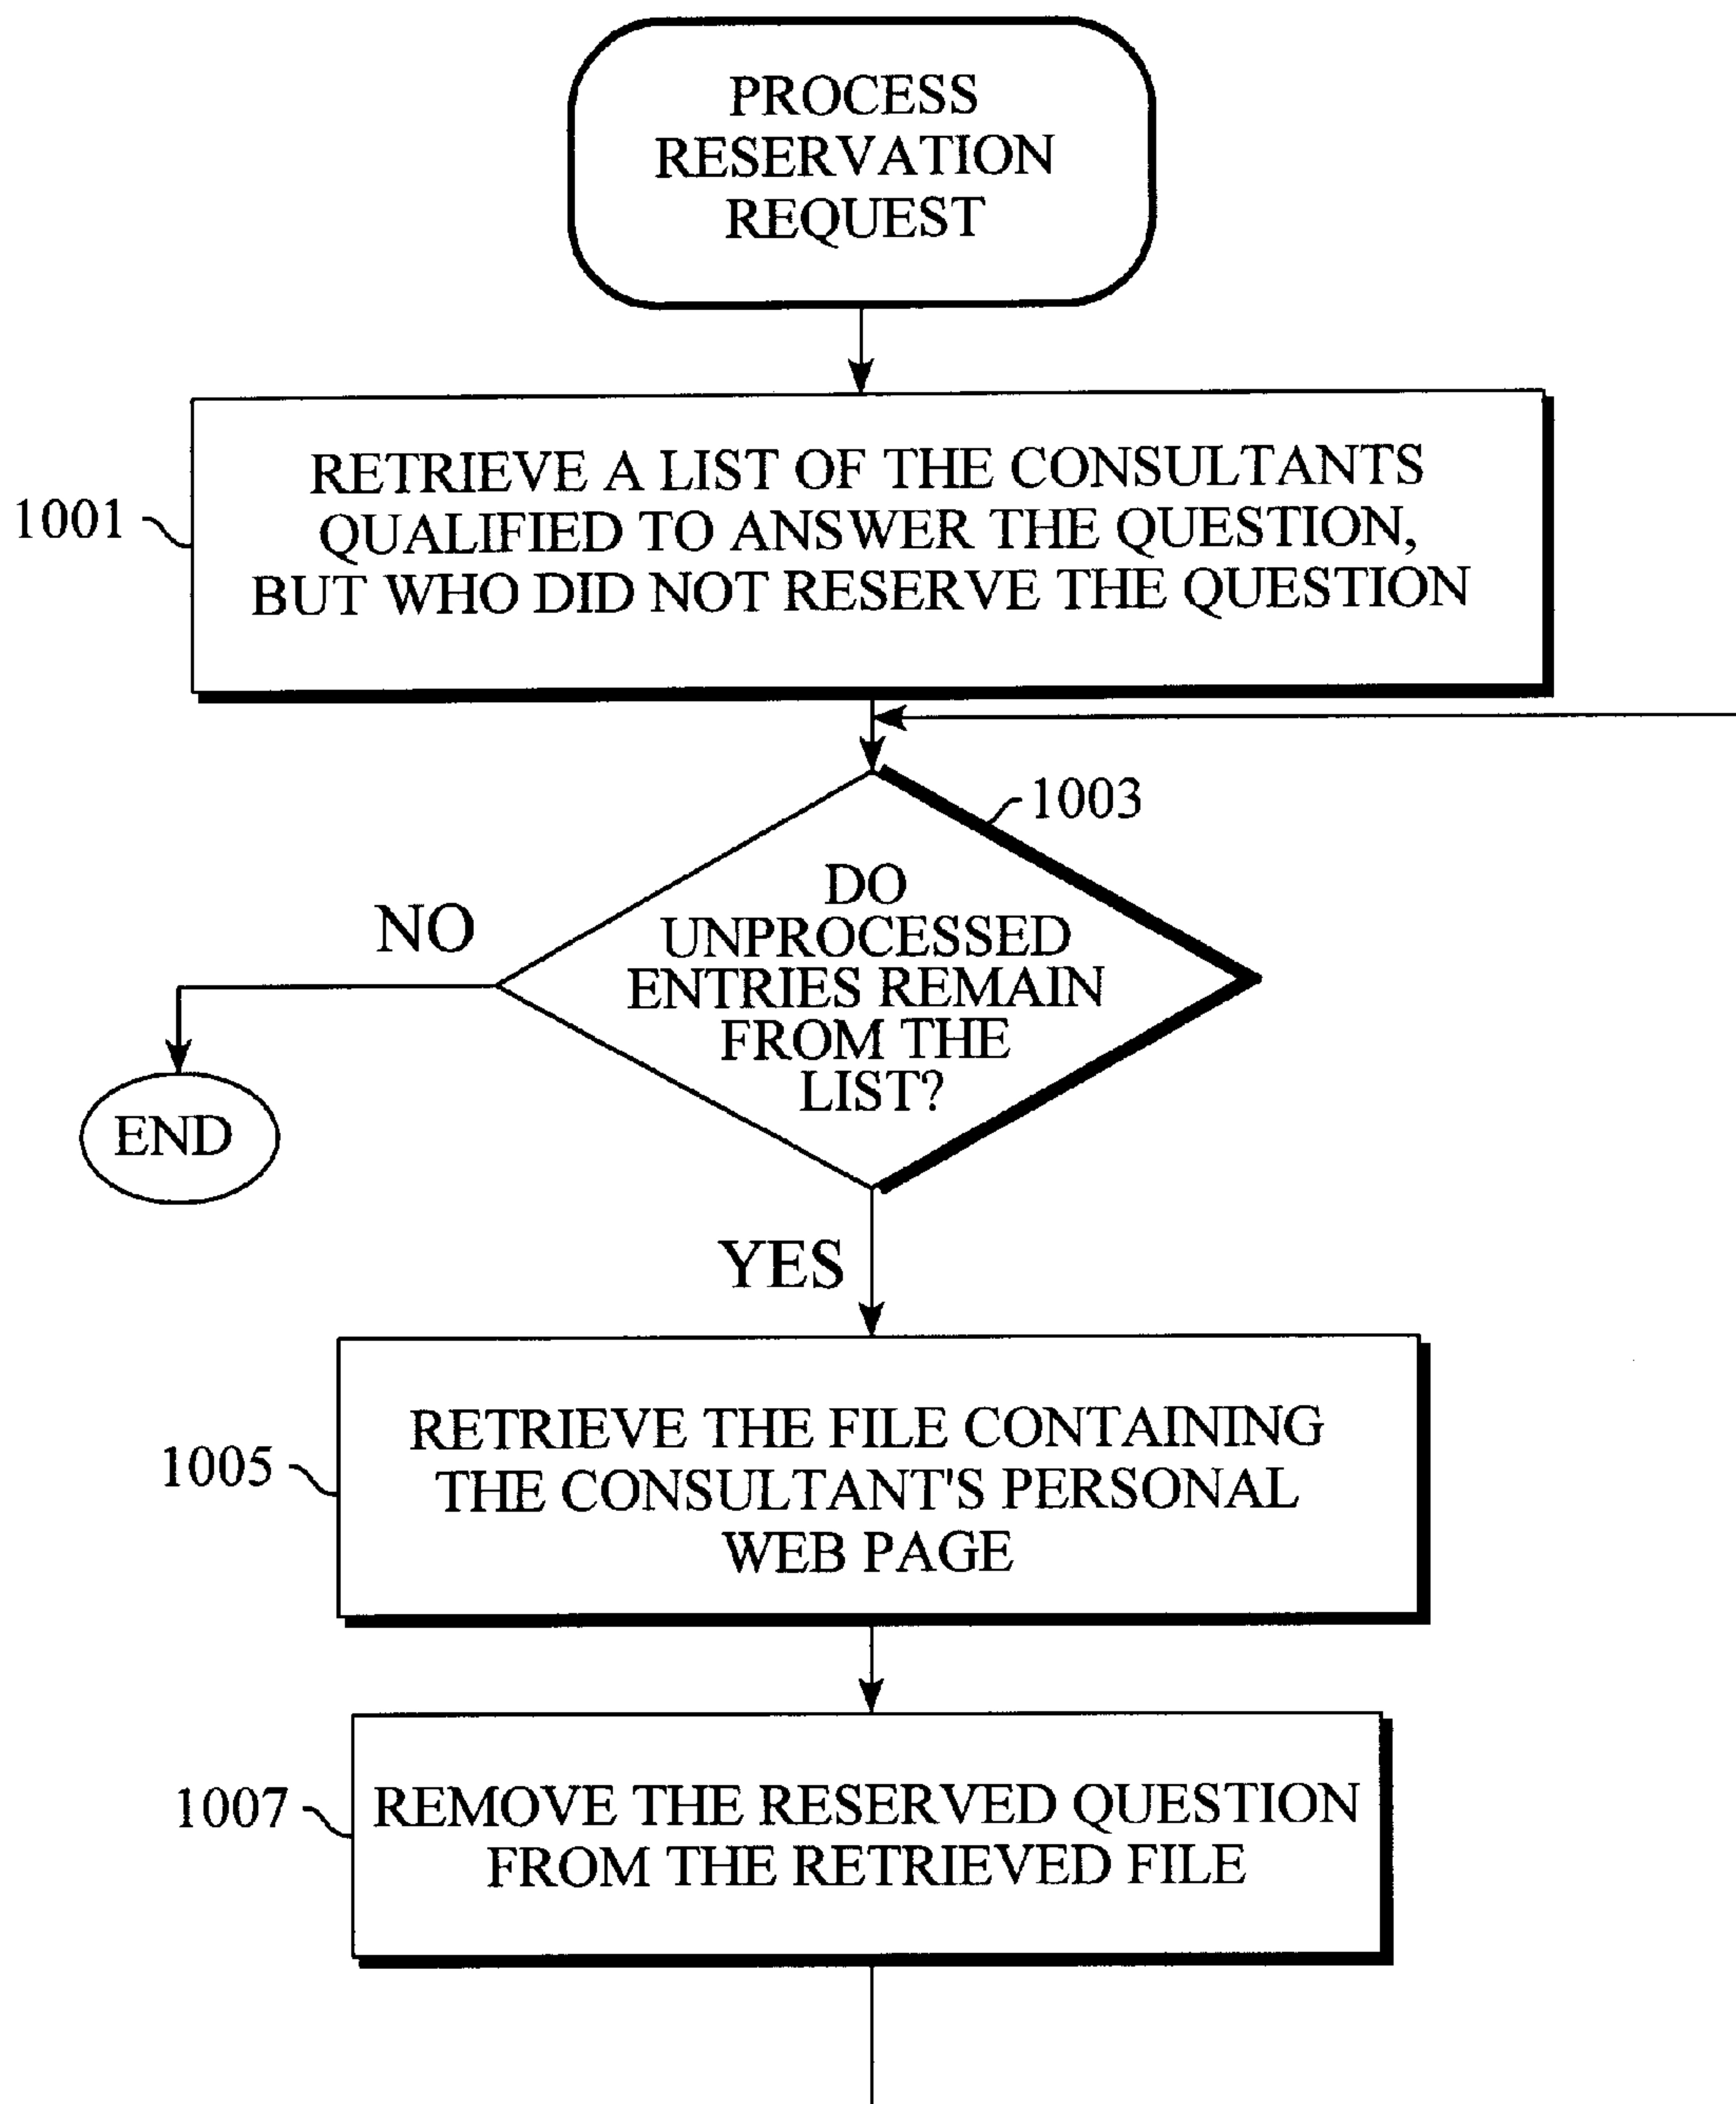 PROCESS
RESERVATION
REQUEST
1001
RETRIEVE A LIST OF THE CONSULTANTS
QUALIFIED TO ANSWER THE QUESTION,
BUT WHO DID NOT RESERVE THE QUESTION
1003
DO
UNPROCESSED
ENTRIES REMAIN
FROM THE
LIST?
NO
END
YES
1005
RETRIEVE THE FILE CONTAINING
THE CONSULTANT'S PERSONAL
WEB PAGE
1007
REMOVE THE RESERVED QUESTION
FROM THE RETRIEVED FILE